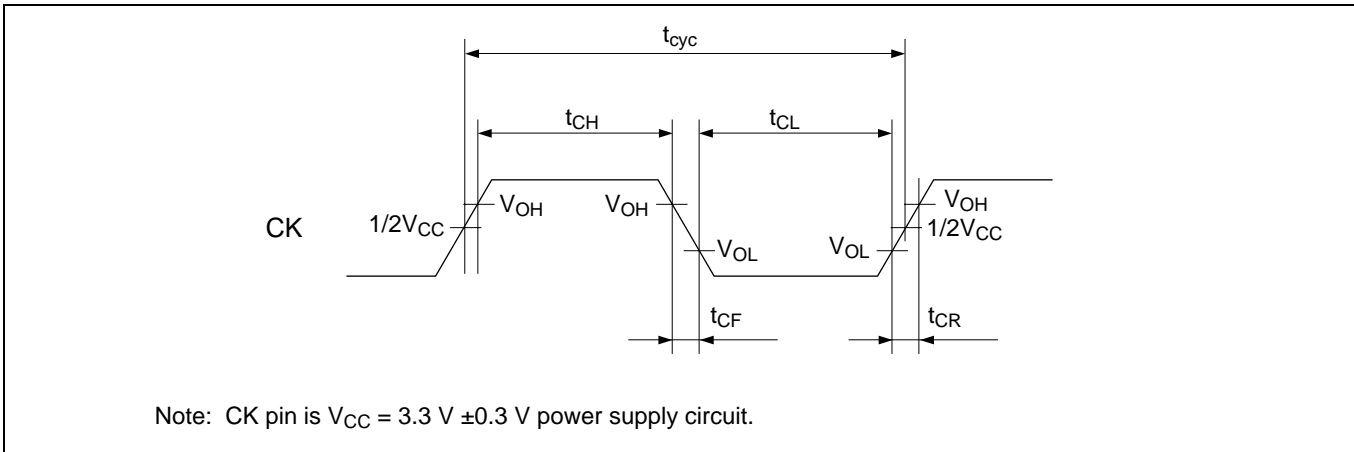 tcyc
tCH tCL
VOH VOH VOH
CK 1/2VCC 1/2VCC
VOL VOL
tCF tCR
Note: CK pin is VCC = 3.3 V ±0.3 V power supply circuit.